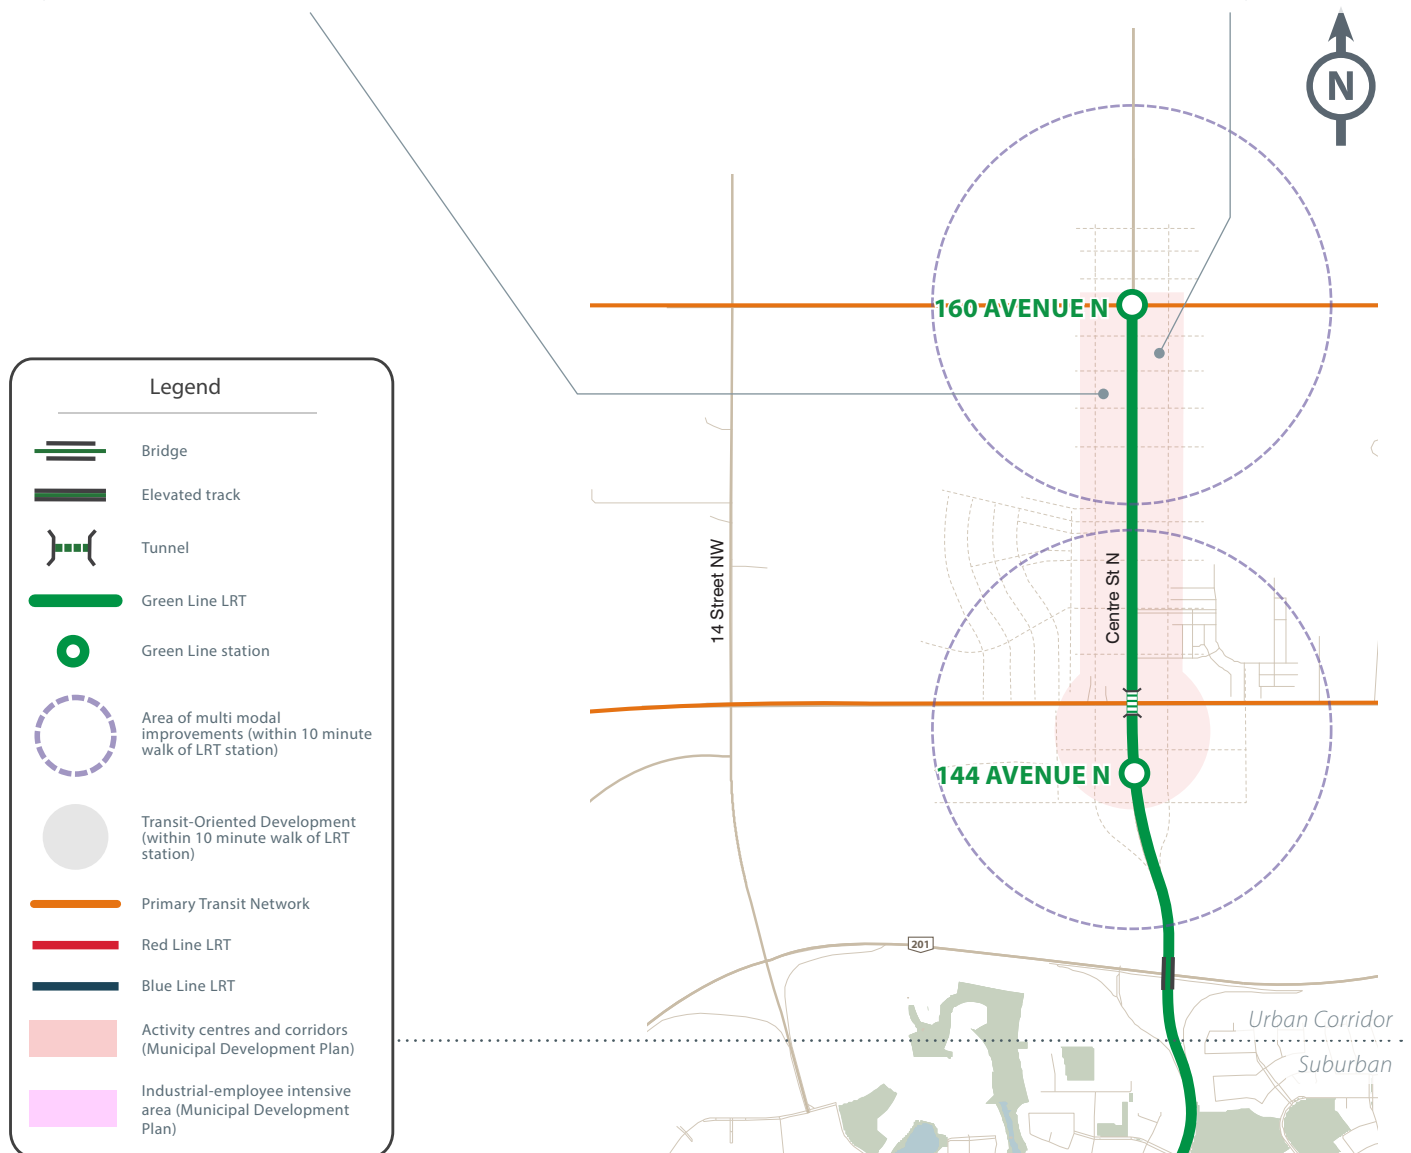 N
160 AVENUE N
Legend
Bridge
Elevated track
Tunnel
Green Line LRT
Green Line station
Area of multi modal
improvements (within 10 minute
walk of LRT station)
Transit-Oriented Development
(within 10 minute walk of LRT
station)
Primary Transit Network
Red Line LRT
Blue Line LRT
Activity centres and corridors
(Municipal Development Plan)
Industrial-employee intensive
area (Municipal Development
Plan)
14 Street NW
Centre St N
144 AVENUE N
201
Urban Corridor
Suburban